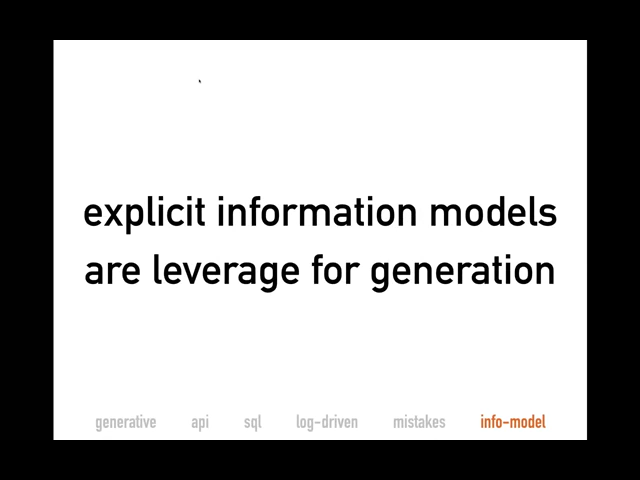 explicit information models
are leverage for generation
generative api sql log-driven mistakes info-model